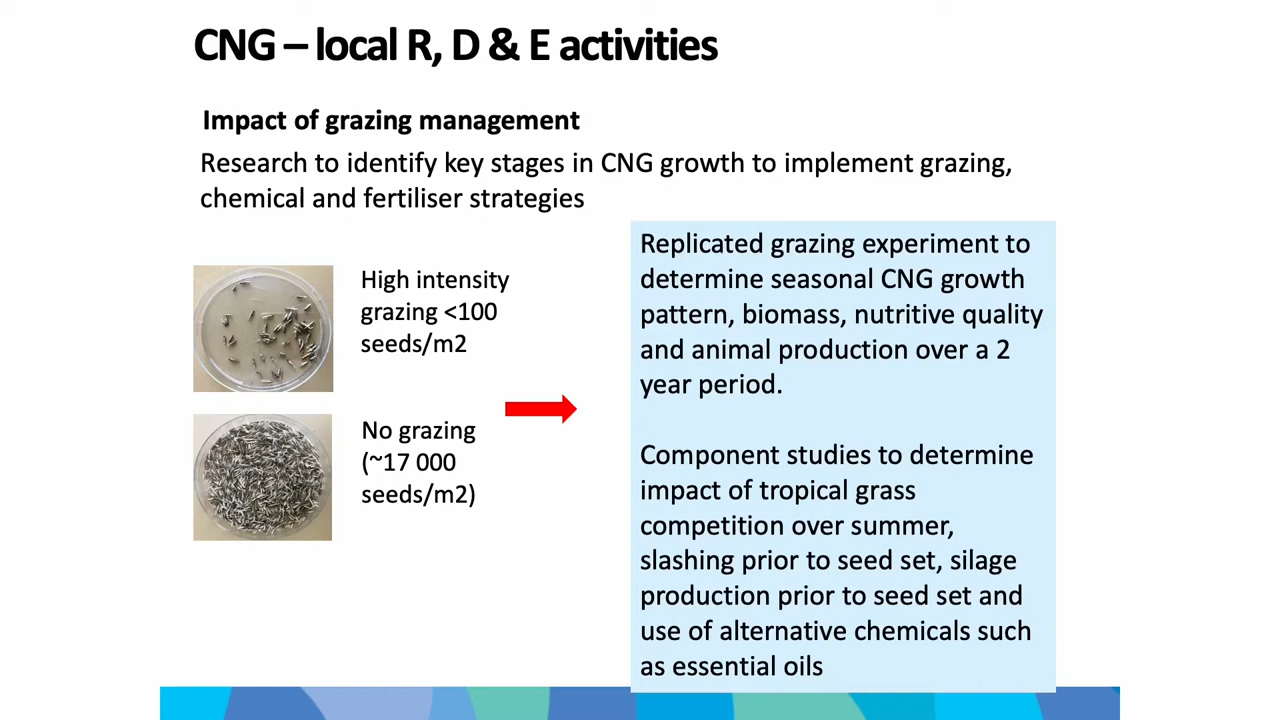 CNG – local R, D & E activities
Impact of grazing management
Research to identify key stages in CNG growth to implement grazing,
chemical and fertiliser strategies
High intensity
grazing <100
seeds/m2
No grazing
(~17 000
seeds/m2)
Replicated grazing experiment to
determine seasonal CNG growth
pattern, biomass, nutritive quality
and animal production over a 2
year period.
Component studies to determine
impact of tropical grass
competition over summer,
slashing prior to seed set, silage
production prior to seed set and
use of alternative chemicals such
as essential oils